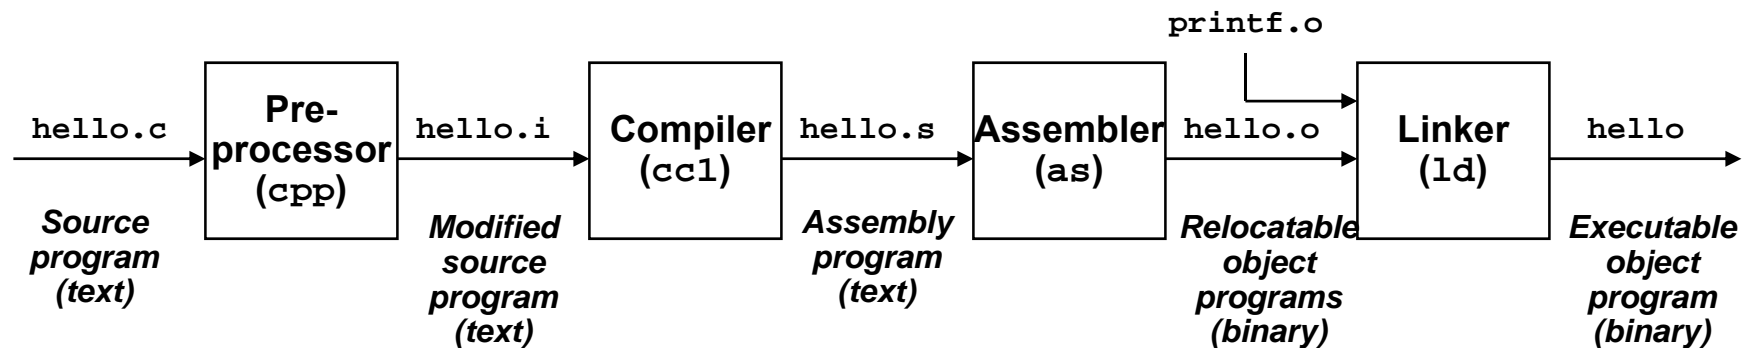 printf.o
hello.c
Pre-
processor
(cpp)
hello.i
Compiler
(cc1)
hello.s
Assembler
(as)
hello.o
Linker
(ld)
hello
Source
program
(text)
Modified
source
program
(text)
Assembly
program
(text)
Relocatable
object
programs
(binary)
Executable
object
program
(binary)